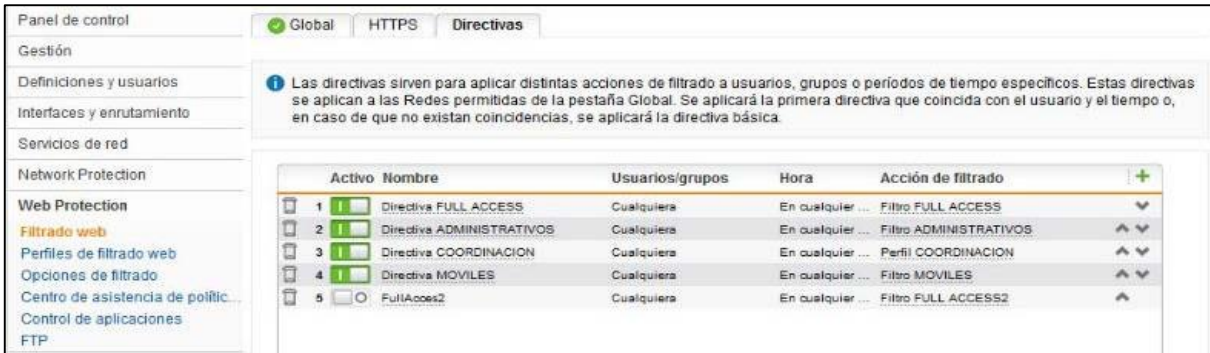 Panel de control
Gestión
Definiciones y usuarios
Interfaces y enrutamiento
Servicios de red
Network Protection
Web Protection
Filtrado web
Perfiles de filtrado web
Opciones de filtrado
Centro de asistencia de polític...
Control de aplicaciones
FTP
Global HTTPS Directivas
Las directivas sirven para aplicar distintas acciones de filtrado a usuarios, grupos o períodos de tiempo específicos. Estas directivas
se aplican a las Redes permitidas de la pestaña Global. Se aplicará la primera directiva que coincida con el usuario y el tiempo o,
en caso de que no existan coincidencias, se aplicará la directiva básica.
Activo Nombre Usuarios/grupos Hora Acción de filtrado
1 Directiva FULL ACCESS Cualquiera En cualquier ... Filtro FULL ACCESS
2 Directiva ADMINISTRATIVOS Cualquiera En cualquier ... Filtro ADMINISTRATIVOS
3 Directiva COORDINACION Cualquiera En cualquier ... Perfil COORDINACION
4 Directiva MOVILES Cualquiera En cualquier ... Filtro MOVILES
5 FullAcces2 Cualquiera En cualquier ... Filtro FULL ACCESS2